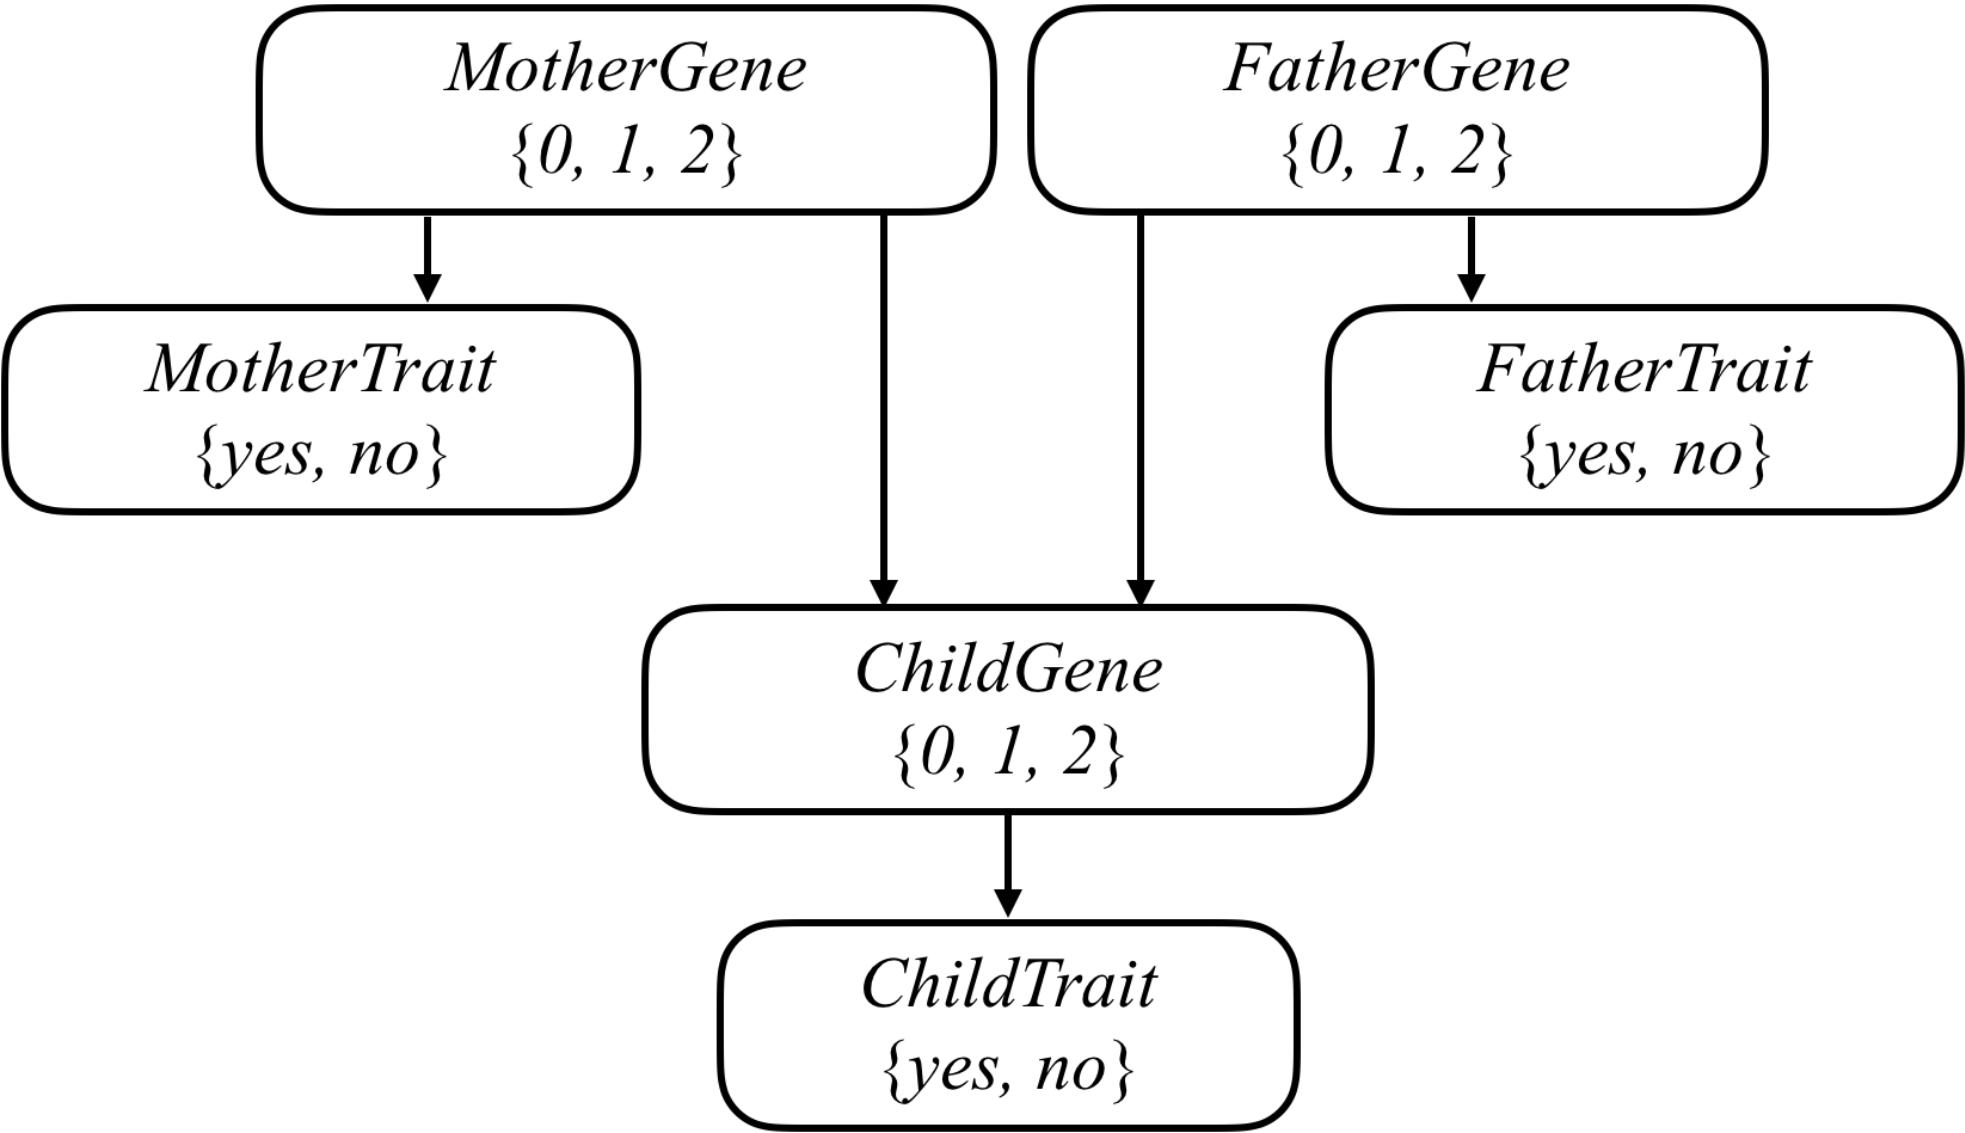 MotherGene
{0, 1, 2}
FatherGene
{0, 1, 2}
MotherTrait
{yes, no}
FatherTrait
{yes, no}
ChildGene
{0, 1, 2}
ChildTrait
{yes, no}